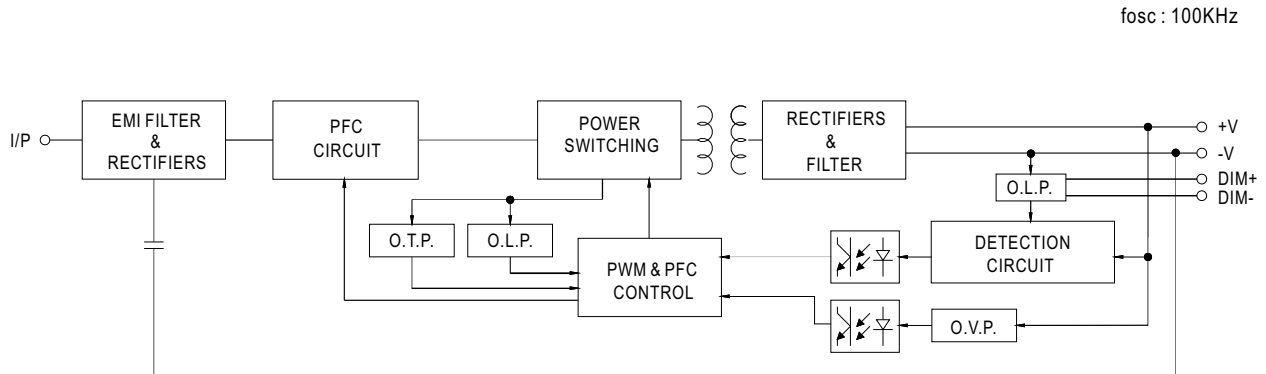 fosc : 100KHz
I/P
EMI FILTER
&
RECTIFIERS
PFC
CIRCUIT
POWER
SWITCHING
RECTIFIERS
&
FILTER
+V
-V
DIM+
DIM-
O.L.P.
O.T.P.
O.L.P.
PWM & PFC
CONTROL
DETECTION
CIRCUIT
O.V.P.